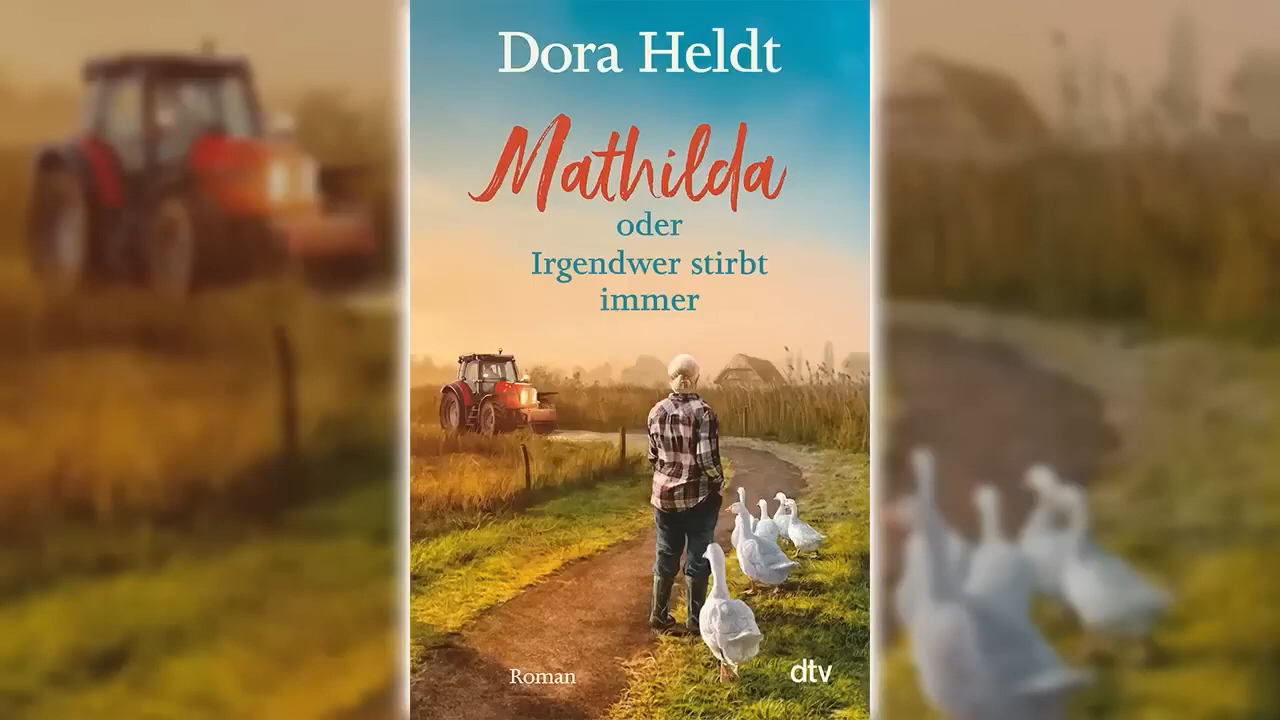 Dora Heldt
Mathilda
oder
Irgendwer stirbt
immer
Roman
dtv